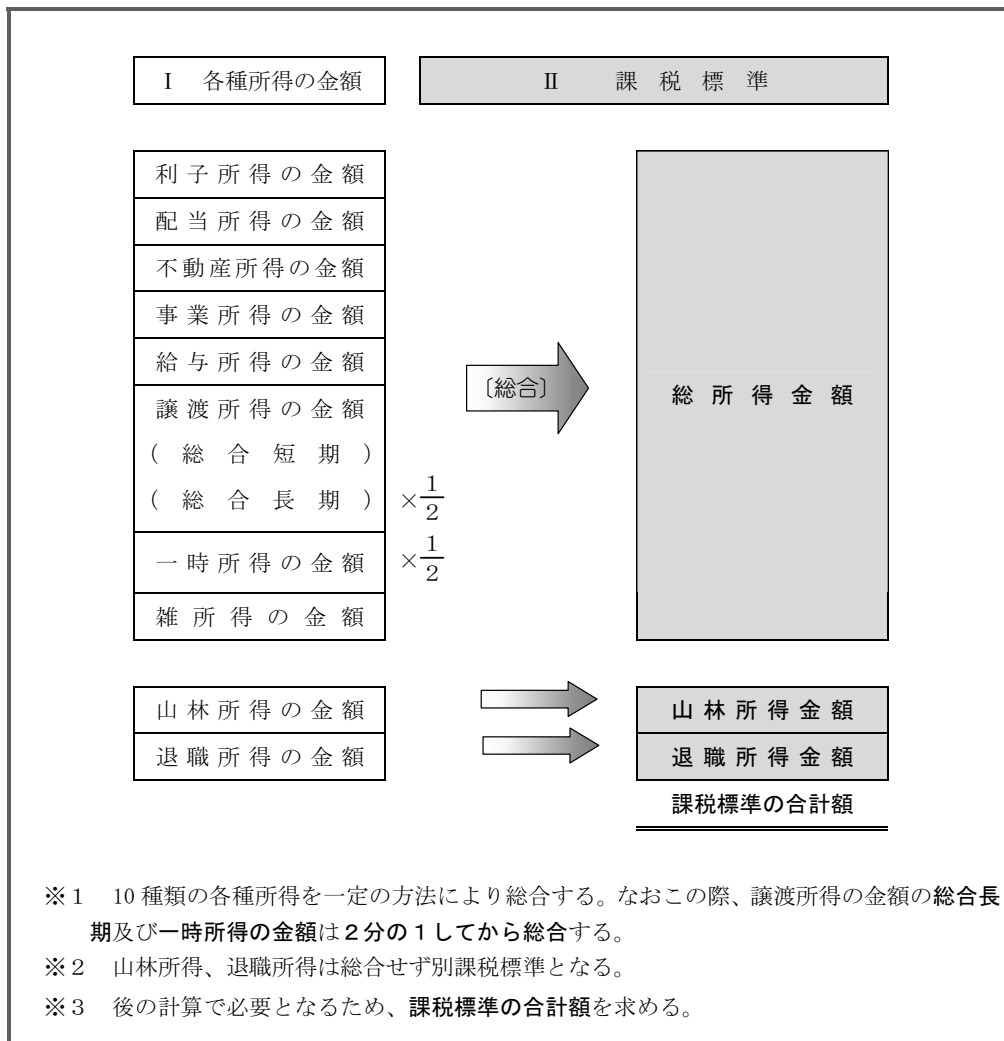 Ⅰ 各種所得の金額
Ⅱ 課税標準
利子所得の金額
配当所得の金額
不動産所得の金額
事業所得の金額
給与所得の金額
譲渡所得の金額
(総合短期)
(総合長期) ×1/2
一時所得の金額 ×1/2
雑所得の金額
〔総合〕
総所得金額
山林所得の金額
山林所得金額
退職所得の金額
退職所得金額
課税標準の合計額
※1 10種類の各種所得を一定の方法により総合する。なおこの際、譲渡所得の金額の総合長
期及び一時所得の金額は2分の1してから総合する。
※2 山林所得、退職所得は総合せず別課税標準となる。
※3 後の計算で必要となるため、課税標準の合計額を求める。